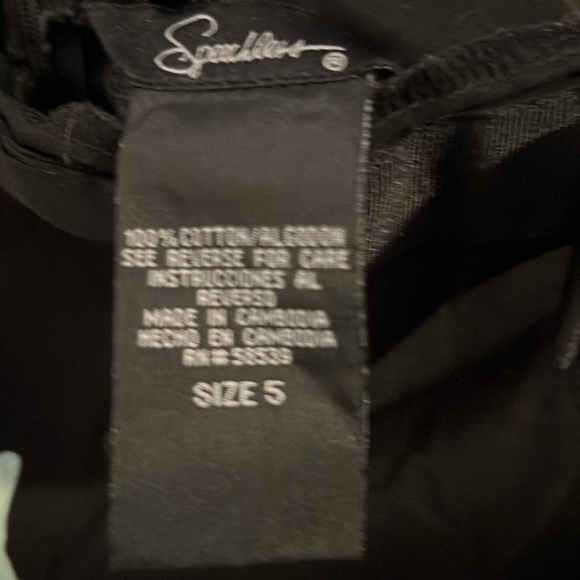 Speechless ®
100% COTTON/ALGODON
SEE REVERSE FOR CARE
INSTRUCCIONES AL
REVERSO
MADE IN CAMBODIA
HECHO EN CAMBODIA
RN# 58539
SIZE 5